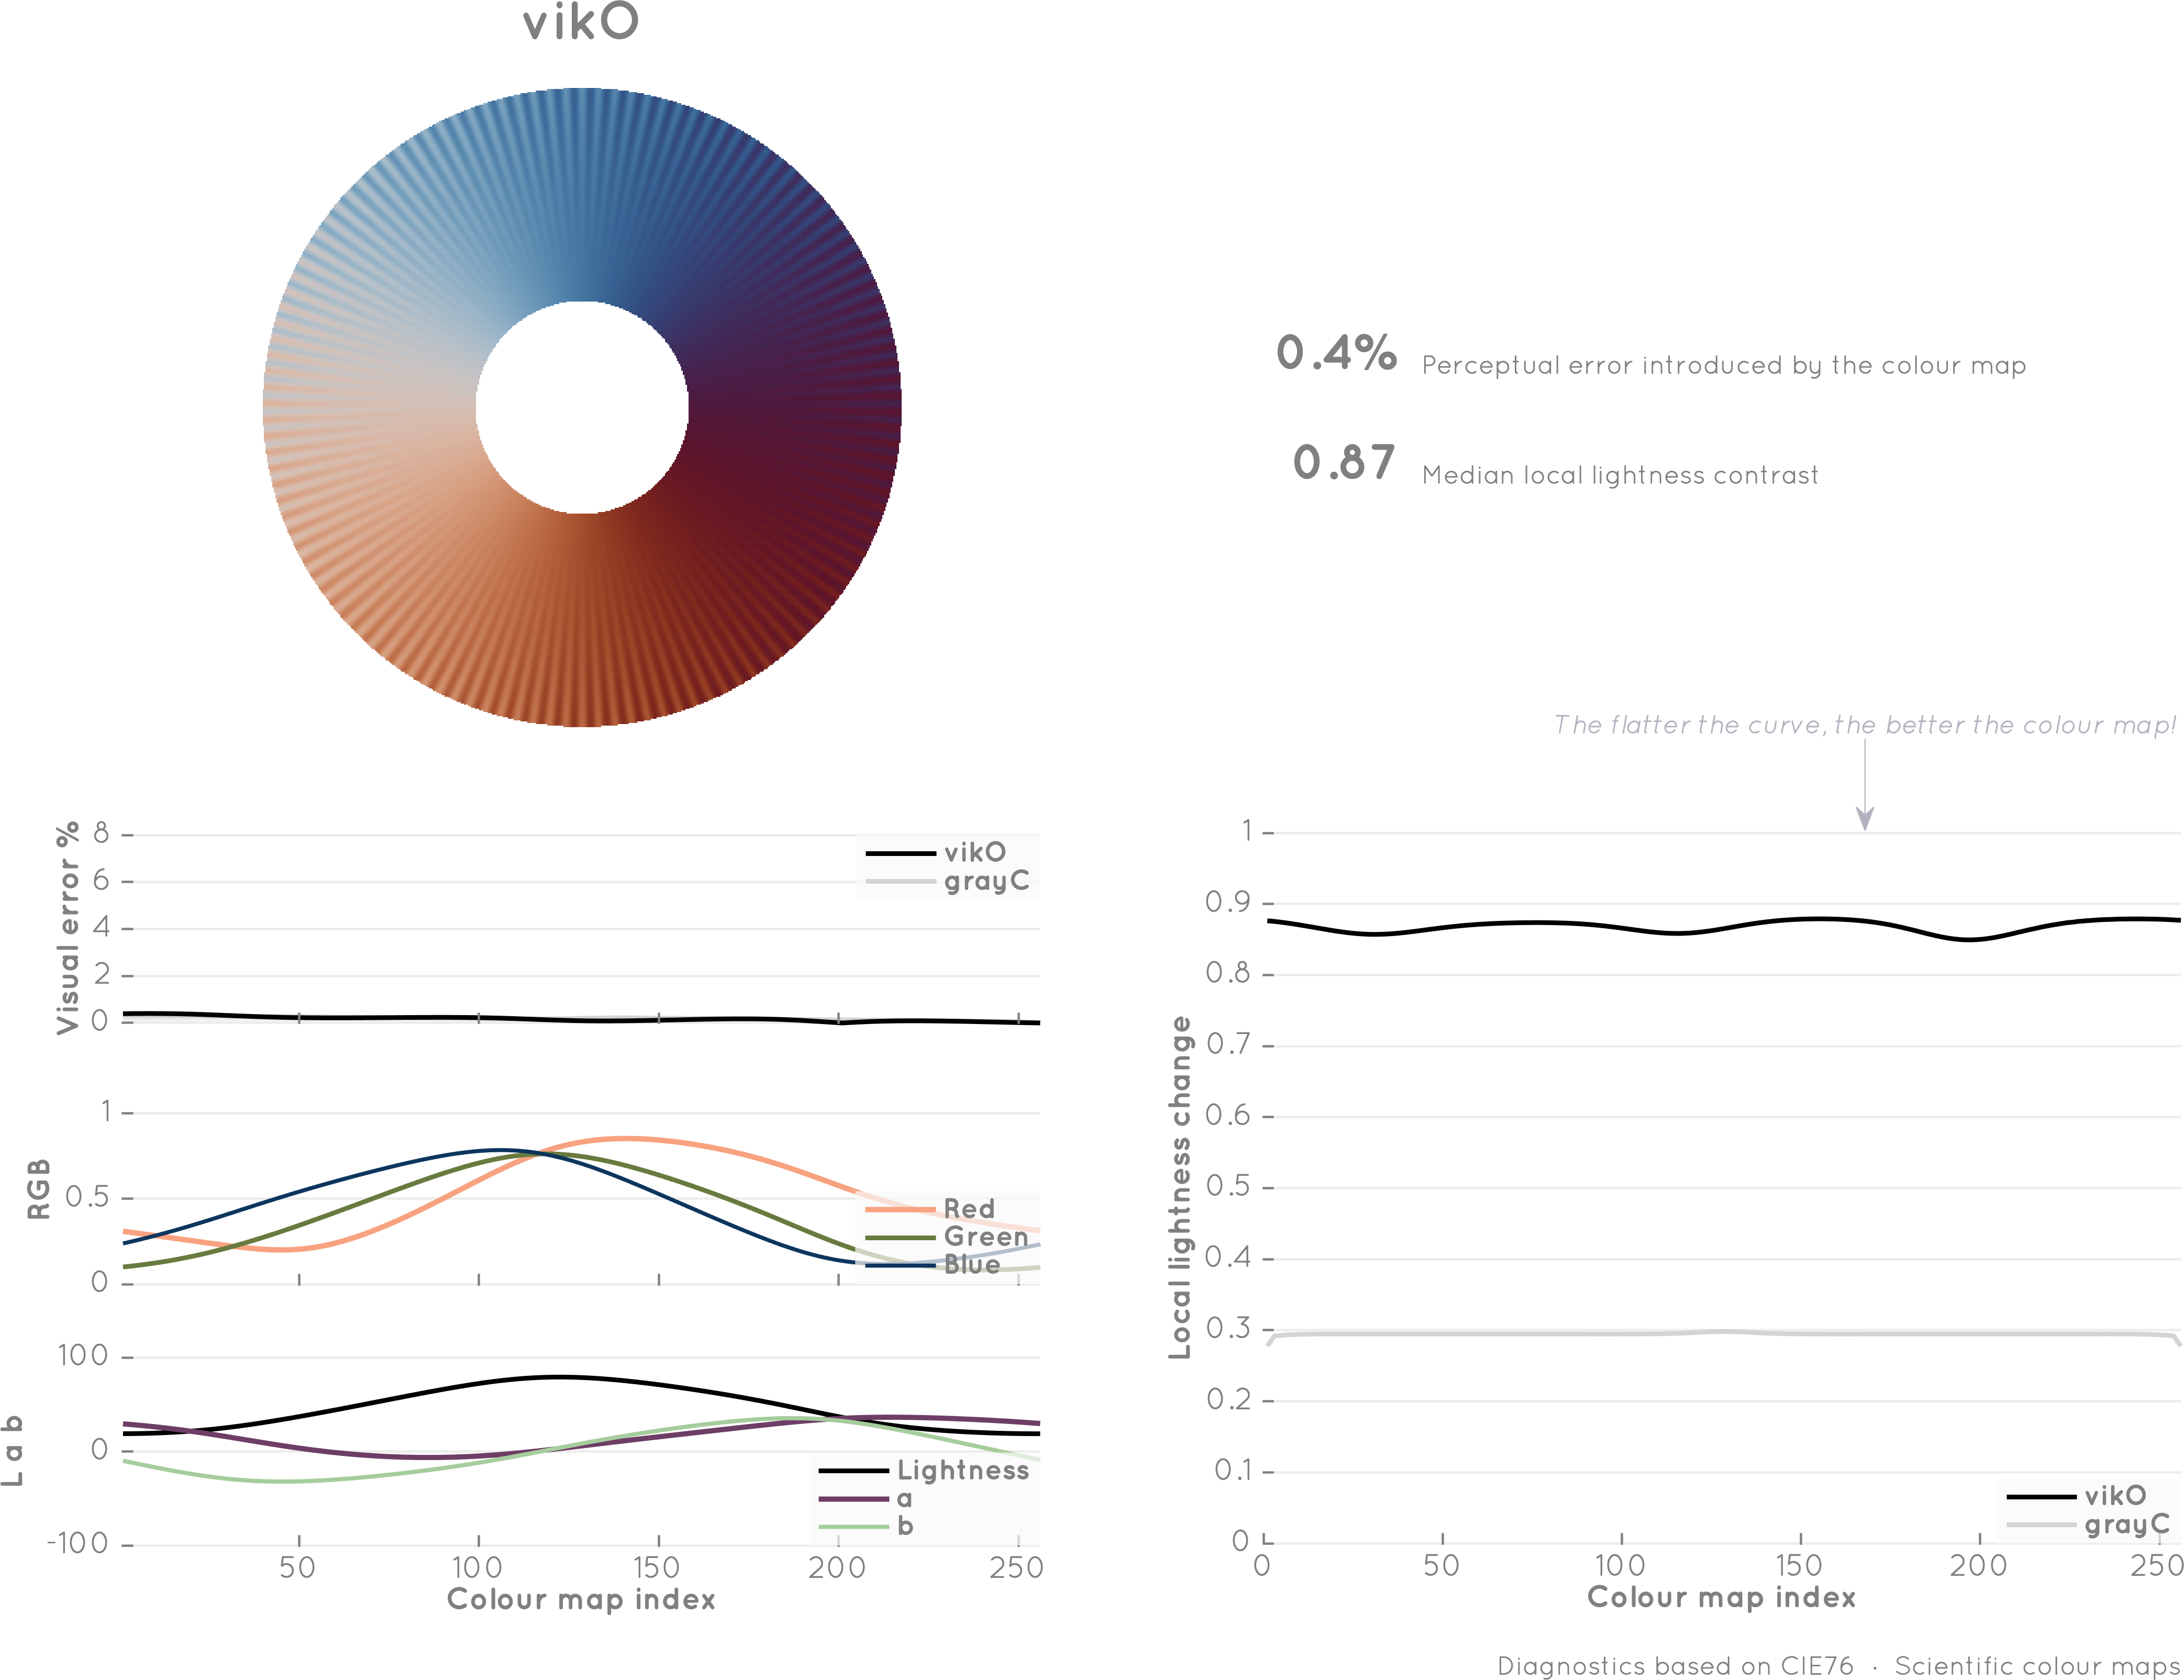 vikO
0.4% Perceptual error introduced by the colour map
0.87 Median local lightness contrast
The flatter the curve, the better the colour map!
Visual error %
8
6
4
2
0
vikO
grayC
RGB
1
0.5
0
Red
Green
Blue
L a b
100
0
-100
Lightness
a
b
50 100 150 200 250
Colour map index
Local lightness change
1
0.9
0.8
0.7
0.6
0.5
0.4
0.3
0.2
0.1
0
vikO
grayC
0 50 100 150 200 250
Colour map index
Diagnostics based on CIE76 · Scientific colour maps